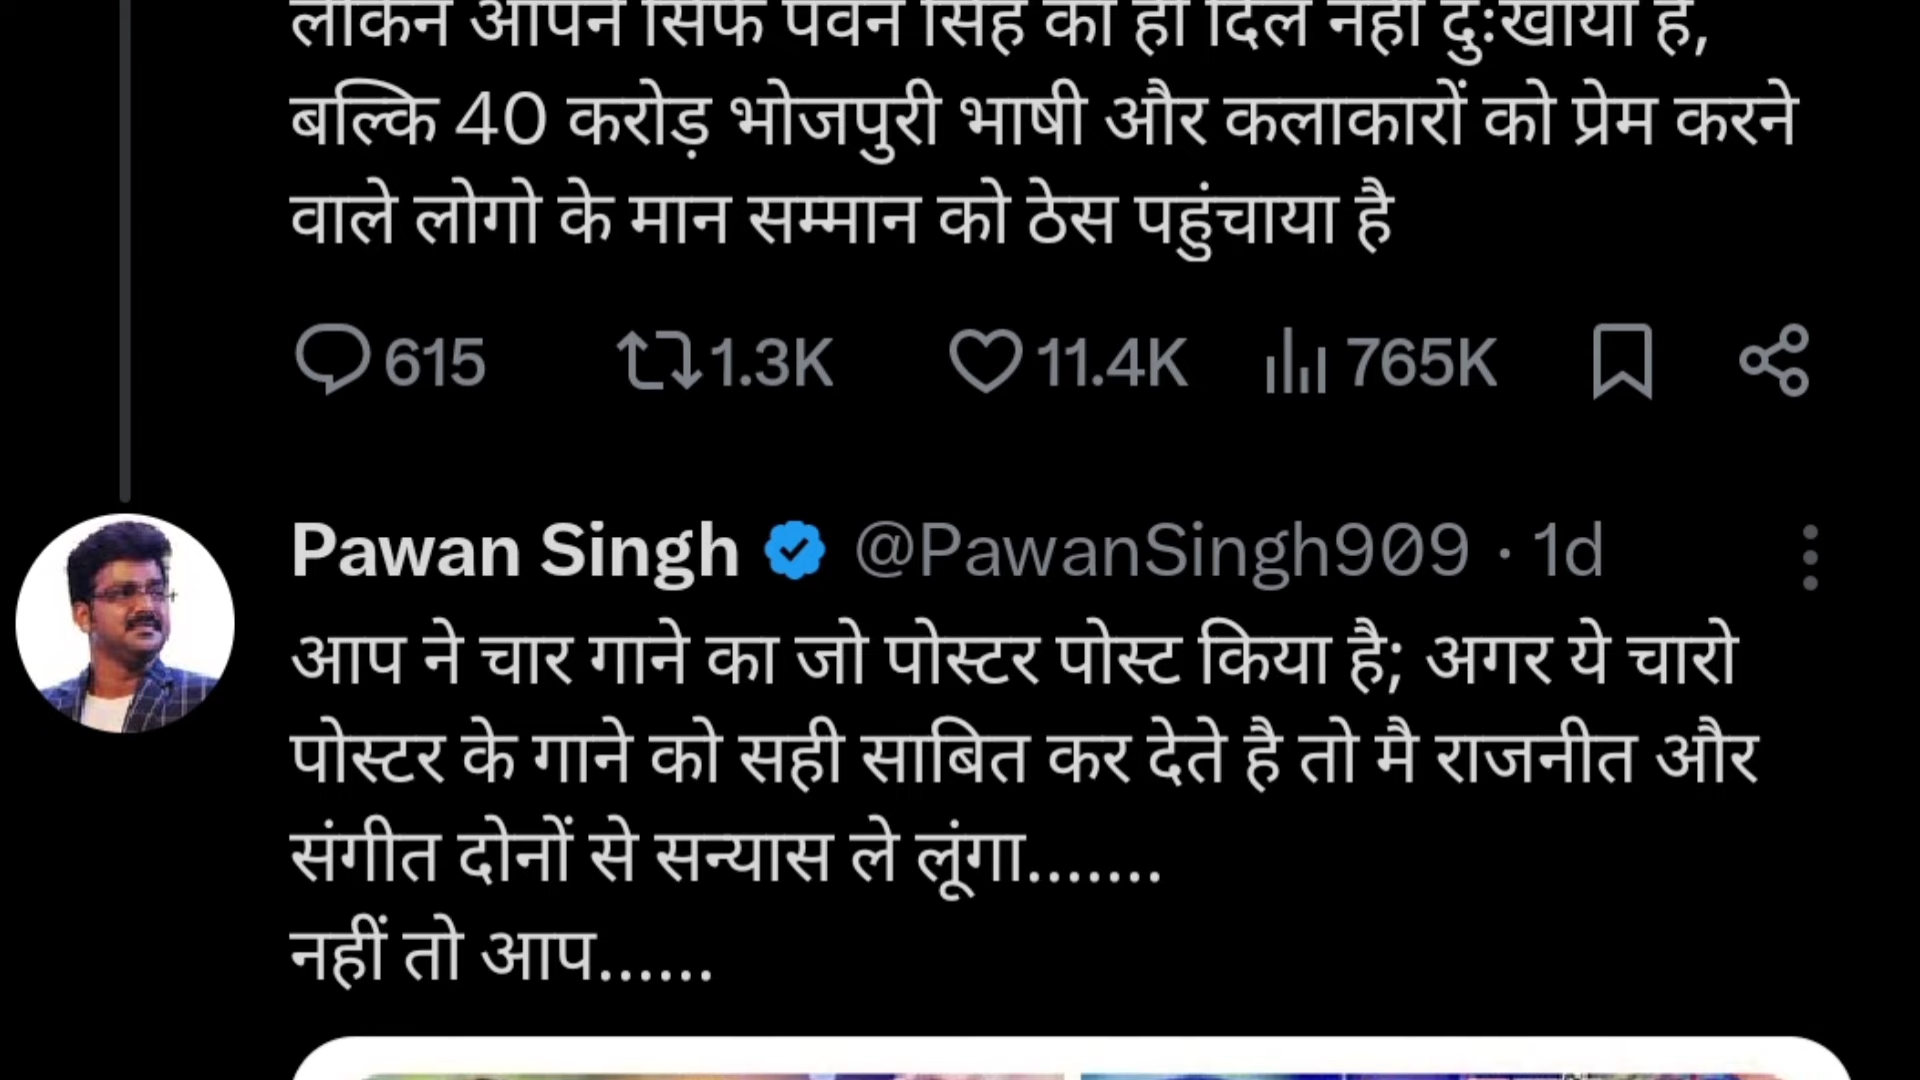 लेकिन आपने सिर्फ पवन सिंह का ही दिल नहीं दुःखाया है,
बल्कि 40 करोड़ भोजपुरी भाषी और कलाकारों को प्रेम करने
वाले लोगो के मान सम्मान को ठेस पहुंचाया है
615 1.3K 11.4K 765K
Pawan Singh @PawanSingh909 · 1d
आप ने चार गाने का जो पोस्टर पोस्ट किया है; अगर ये चारो
पोस्टर के गाने को सही साबित कर देते है तो मै राजनीत और
संगीत दोनों से सन्यास ले लूंगा.......
नहीं तो आप......